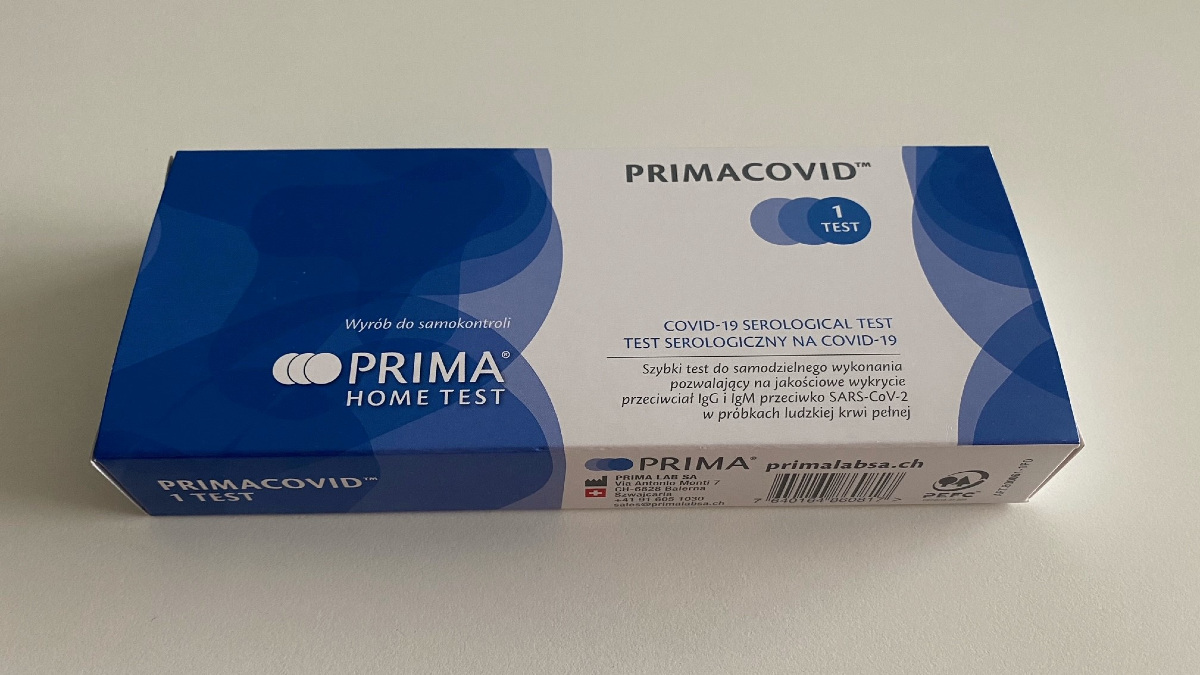 PRIMACOVID™
1
TEST
Wyrób do samokontroli
PRIMA®
HOME TEST
COVID-19 SEROLOGICAL TEST
TEST SEROLOGICZNY NA COVID-19
Szybki test do samodzielnego wykonania
pozwalający na jakościowe wykrycie
przeciwciał IgG i IgM przeciwko SARS-CoV-2
w próbkach ludzkiej krwi pełnej
PRIMACOVID™
1 TEST
PRIMA® primalabsa.ch
PRIMA LAB SA
Via Antonio Monti 7
CH-6828 Balerna
Szwajcaria
+41 91 605 1030
sales@primalabsa.ch
PEFC™